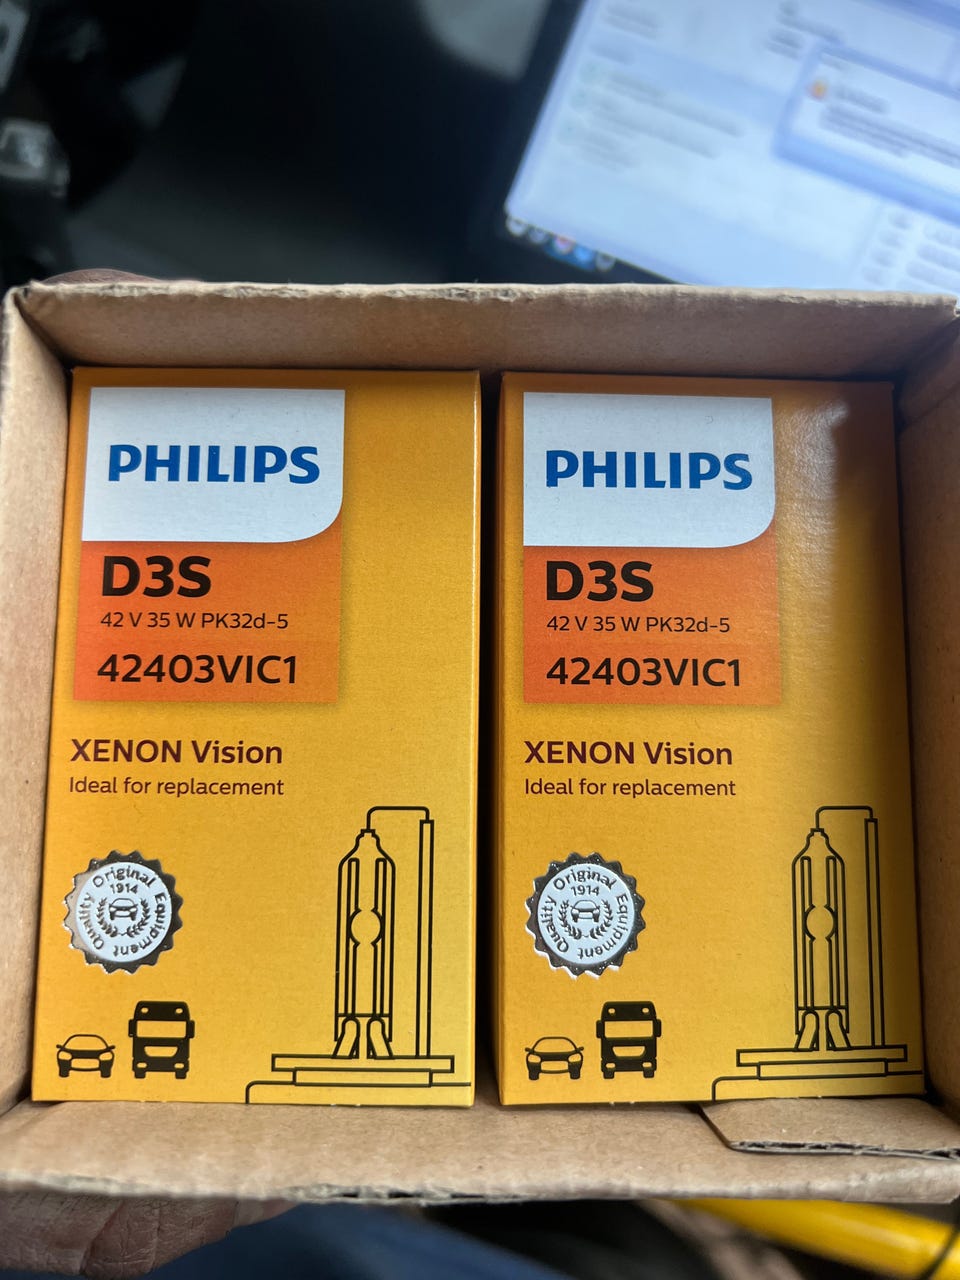 PHILIPS
D3S
42 V 35 W PK32d-5
42403VIC1
XENON Vision
Ideal for replacement
Original
Equipment
Quality
1914
PHILIPS
D3S
42 V 35 W PK32d-5
42403VIC1
XENON Vision
Ideal for replacement
Original
Equipment
Quality
1914